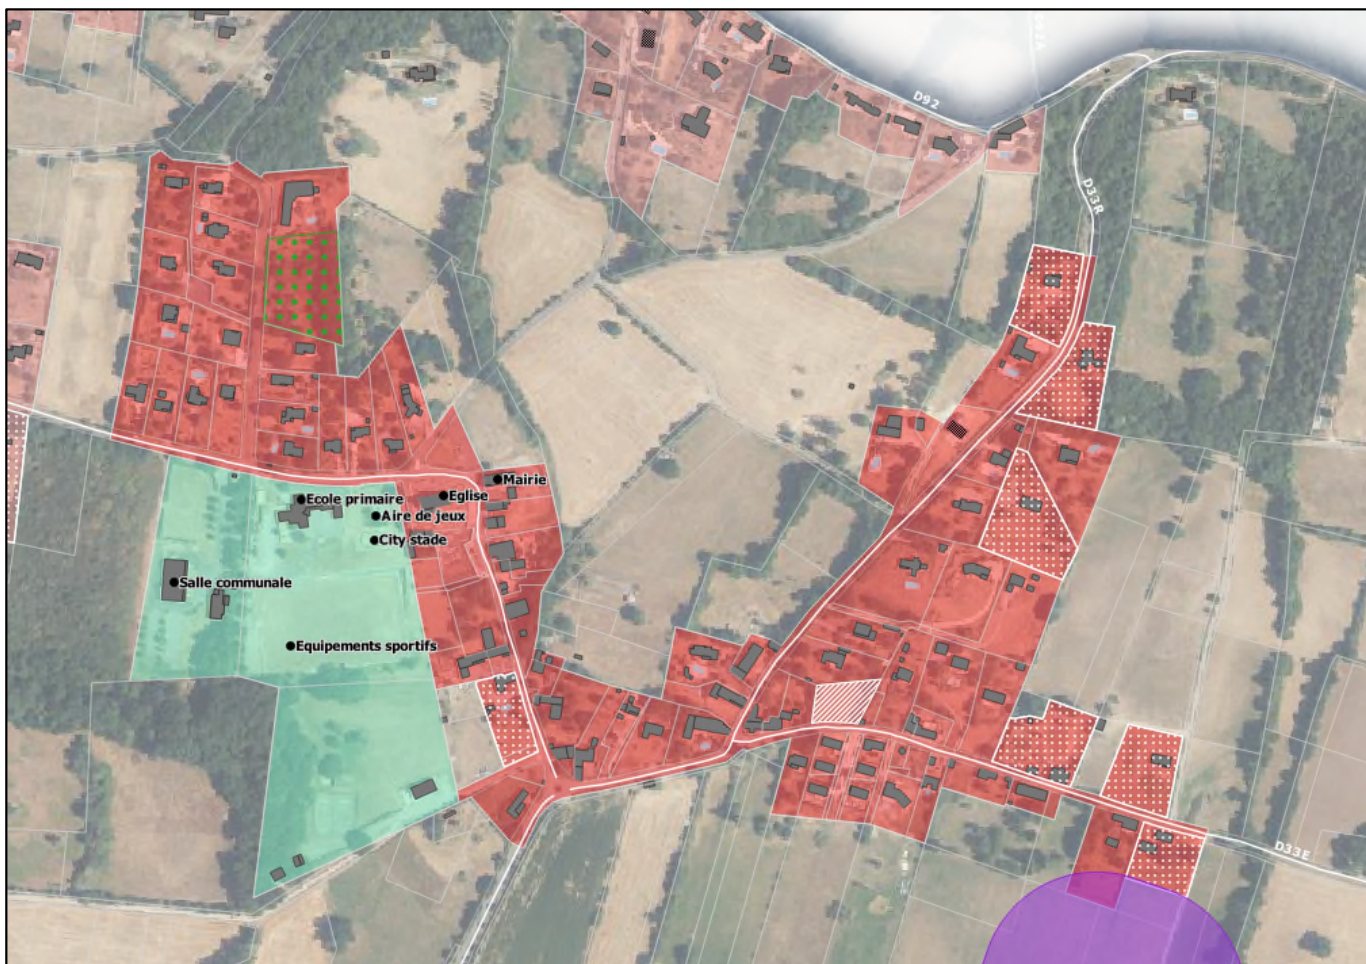 D92
D33R
Mairie
Ecole primaire
Eglise
Aire de jeux
City stade
Salle communale
Equipements sportifs
D33E